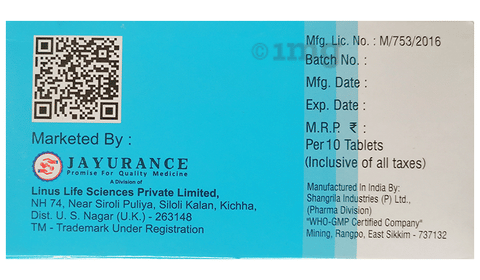 Marketed By :
JAYURANCE
Promise For Quality Medicine
A Division of
Linus Life Sciences Private Limited,
NH 74, Near Siroli Puliya, Siloli Kalan, Kichha,
Dist. U. S. Nagar (U.K.) - 263148
TM - Trademark Under Registration
©1mg
Mfg. Lic. No. : M/753/2016
Batch No. :
Mfg. Date :
Exp. Date :
M.R.P. ₹ :
Per 10 Tablets
(Inclusive of all taxes)
Manufactured In India By:
Shangrila Industries (P) Ltd.,
(Pharma Division)
"WHO-GMP Certified Company"
Mining, Rangpo, East Sikkim - 737132